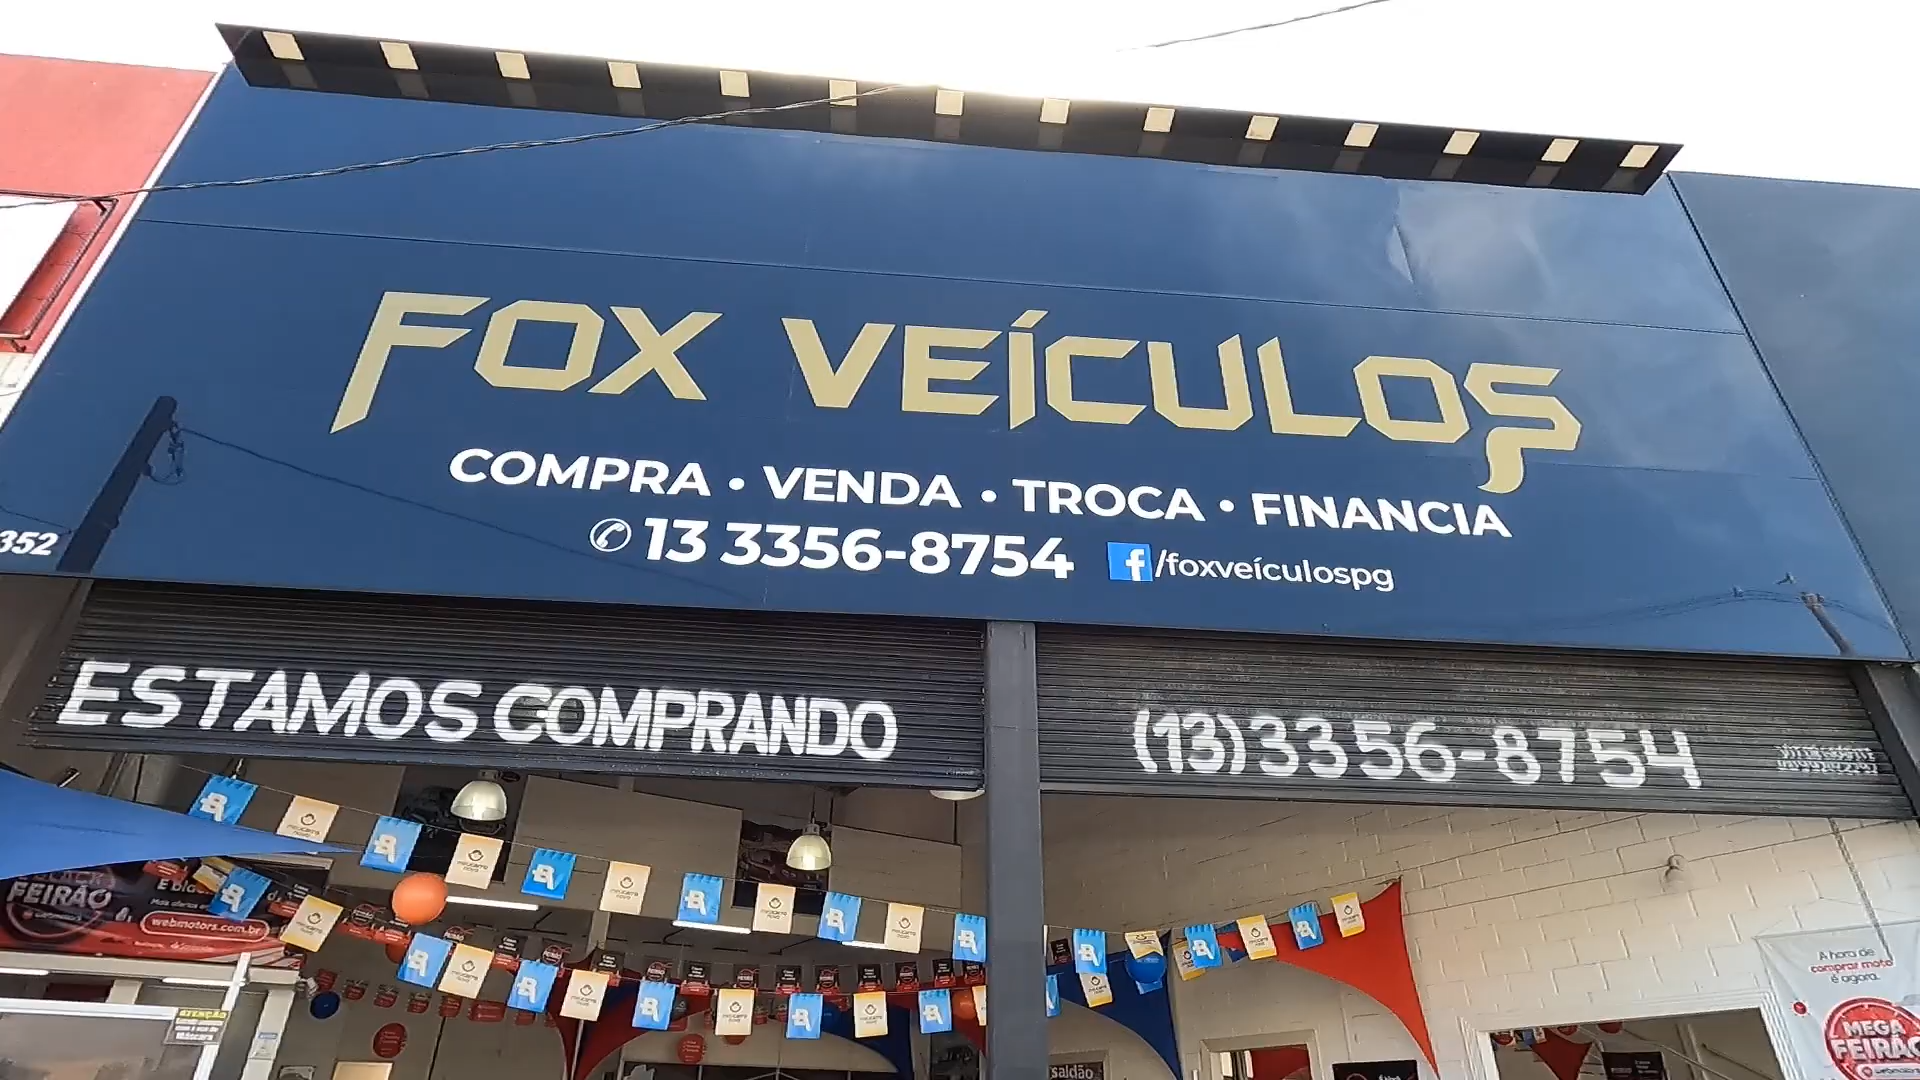 FOX VEÍCULOS
COMPRA • VENDA • TROCA • FINANCIA
13 3356-8754 f/foxveículospg
352
ESTAMOS COMPRANDO
(13)3356-8754
FEIRÃO
webmotors.com.br
ATENÇÃO
A hora de
comprar moto
é agora.
MEGA
FEIRÃO
saldão